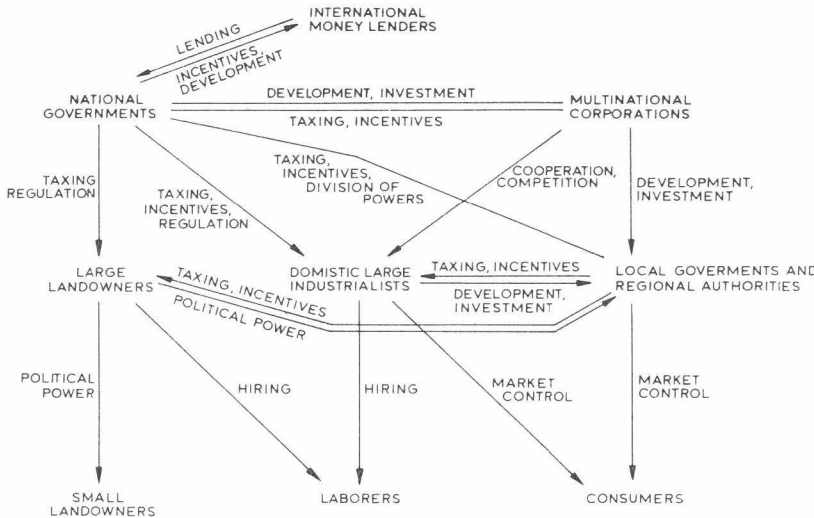 INTERNATIONAL
MONEY LENDERS
LENDING
INCENTIVES,
DEVELOPMENT
NATIONAL
GOVERNMENTS
DEVELOPMENT, INVESTMENT
TAXING, INCENTIVES
MULTINATIONAL
CORPORATIONS
TAXING
REGULATION
TAXING,
INCENTIVES,
REGULATION
TAXING,
INCENTIVES,
DIVISION OF
POWERS
COOPERATION,
COMPETITION
DEVELOPMENT,
INVESTMENT
LARGE
LANDOWNERS
TAXING, INCENTIVES
POLITICAL POWER
DOMISTIC LARGE
INDUSTRIALISTS
TAXING, INCENTIVES
DEVELOPMENT,
INVESTMENT
LOCAL GOVERMENTS AND
REGIONAL AUTHORITIES
POLITICAL
POWER
HIRING
HIRING
MARKET
CONTROL
MARKET
CONTROL
SMALL
LANDOWNERS
LABORERS
CONSUMERS